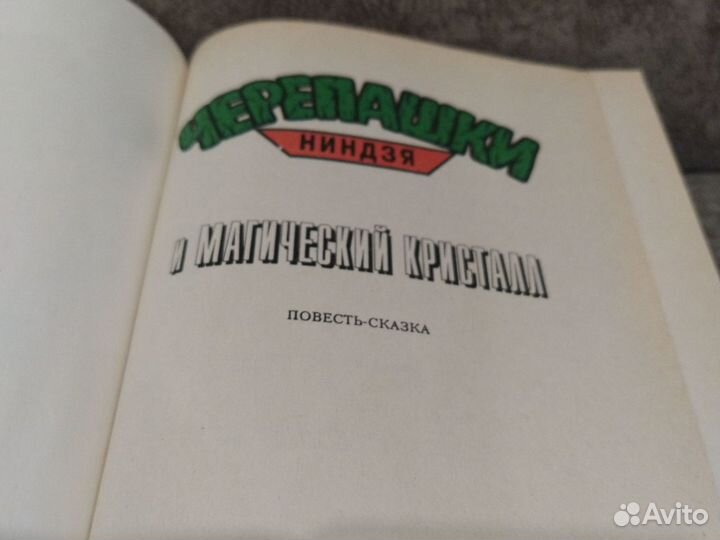 ЧЕРЕПАШКИ
НИНДЗЯ
и МАГИЧЕСКИЙ КРИСТАЛЛ
ПОВЕСТЬ-СКАЗКА
Avito